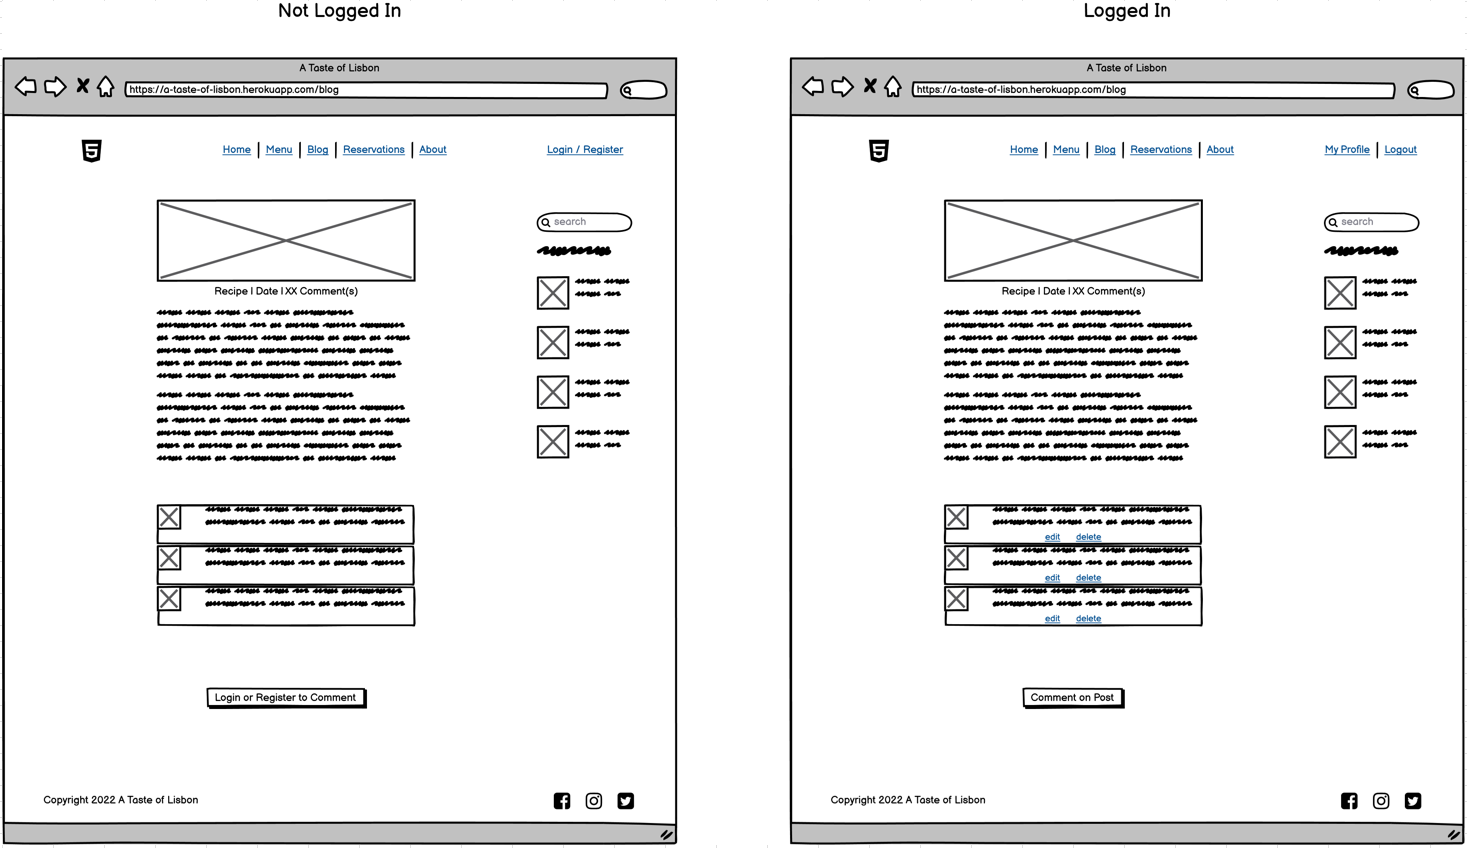 Not Logged In
A Taste of Lisbon
https://a-taste-of-lisbon.herokuapp.com/blog
Home | Menu | Blog | Reservations | About
Login / Register
search
Recipe | Date | XX Comment(s)
Login or Register to Comment
Copyright 2022 A Taste of Lisbon
Logged In
A Taste of Lisbon
https://a-taste-of-lisbon.herokuapp.com/blog
Home | Menu | Blog | Reservations | About
My Profile | Logout
search
Recipe | Date | XX Comment(s)
edit delete
edit delete
edit delete
Comment on Post
Copyright 2022 A Taste of Lisbon